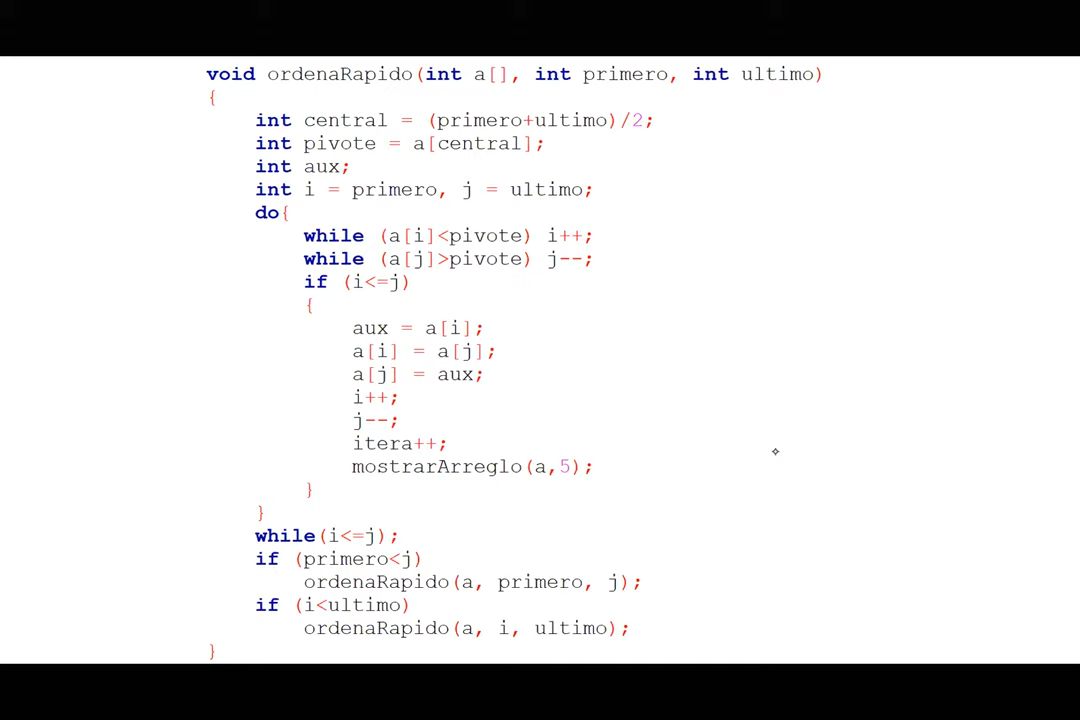 void ordenaRapido(int a[], int primero, int ultimo)
{
int central = (primero+ultimo)/2;
int pivote = a[central];
int aux;
int i = primero, j = ultimo;
do{
while (a[i]<pivote) i++;
while (a[j]>pivote) j--;
if (i<=j)
{
aux = a[i];
a[i] = a[j];
a[j] = aux;
i++;
j--;
itera++;
mostrarArreglo(a,5);
}
}
while(i<=j);
if (primero<j)
ordenaRapido(a, primero, j);
if (i<ultimo)
ordenaRapido(a, i, ultimo);
}